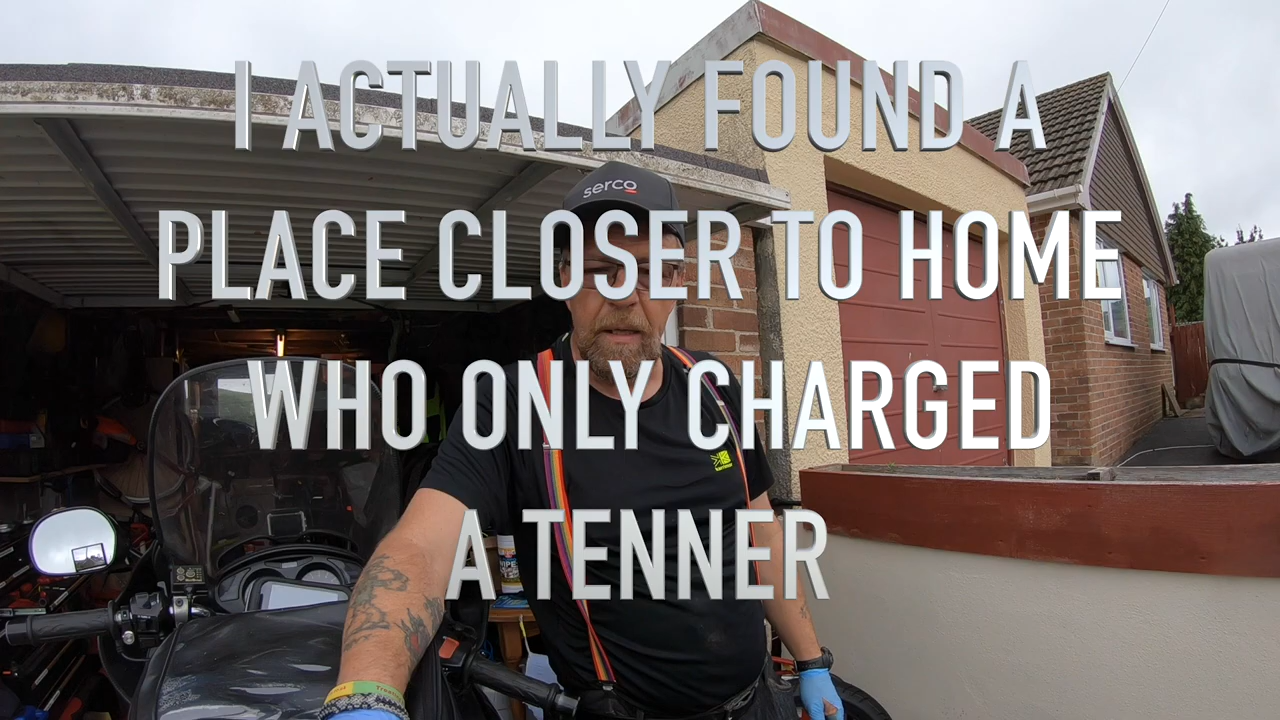 I ACTUALLY FOUND A
serco
PLACE CLOSER TO HOME
WHO ONLY CHARGED
A TENNER